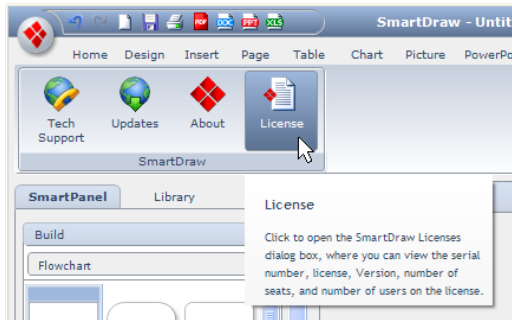 SmartDraw - Untit
PDF DOC PPT XLS
Home Design Insert Page Table Chart Picture PowerPo
Tech Support
Updates
About
License
SmartDraw
SmartPanel Library
Build
Flowchart
License
Click to open the SmartDraw Licenses
dialog box, where you can view the serial
number, license, Version, number of
seats, and number of users on the license.